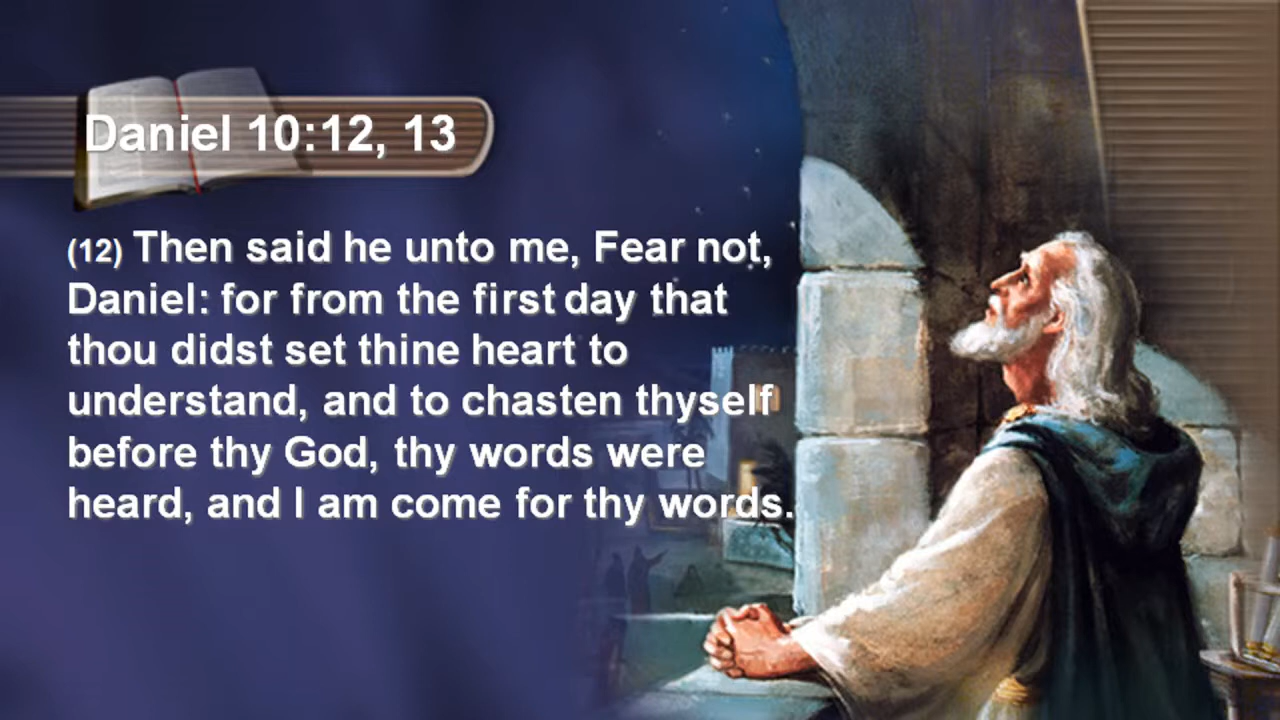 Daniel 10:12, 13
(12) Then said he unto me, Fear not,
Daniel: for from the first day that
thou didst set thine heart to
understand, and to chasten thyself
before thy God, thy words were
heard, and I am come for thy words.